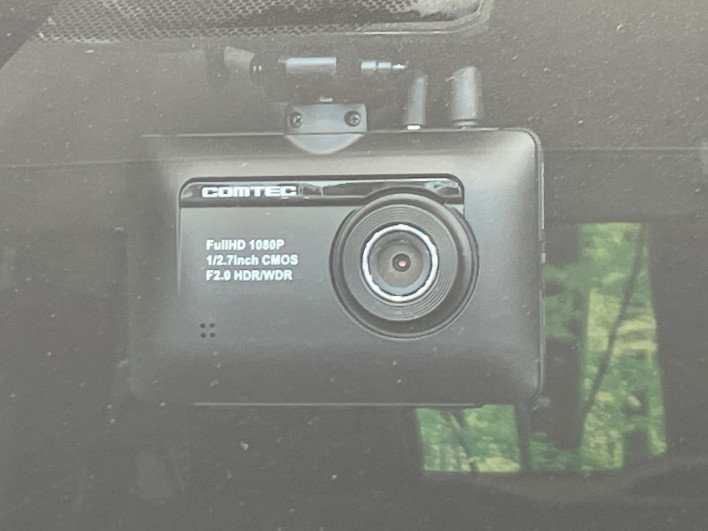 COMTEC
FullHD 1080P
1/2.7inch CMOS
F2.0 HDR/WDR